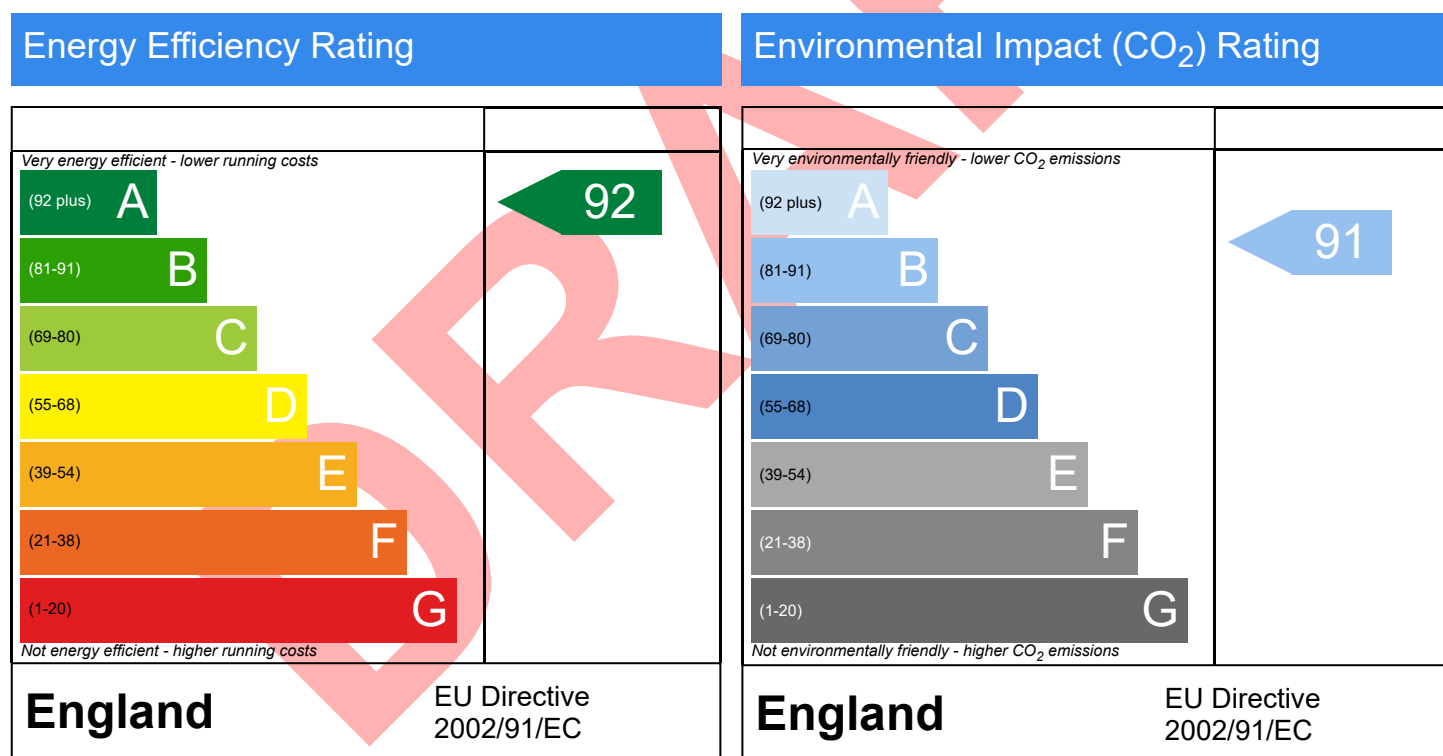 Energy Efficiency Rating
Very energy efficient - lower running costs
(92 plus) A
92
(81-91) B
(69-80) C
(55-68) D
(39-54) E
(21-38) F
(1-20) G
Not energy efficient - higher running costs
England
EU Directive
2002/91/EC
Environmental Impact (CO₂) Rating
Very environmentally friendly - lower CO₂ emissions
(92 plus) A
(81-91) B
91
(69-80) C
(55-68) D
(39-54) E
(21-38) F
(1-20) G
Not environmentally friendly - higher CO₂ emissions
England
EU Directive
2002/91/EC